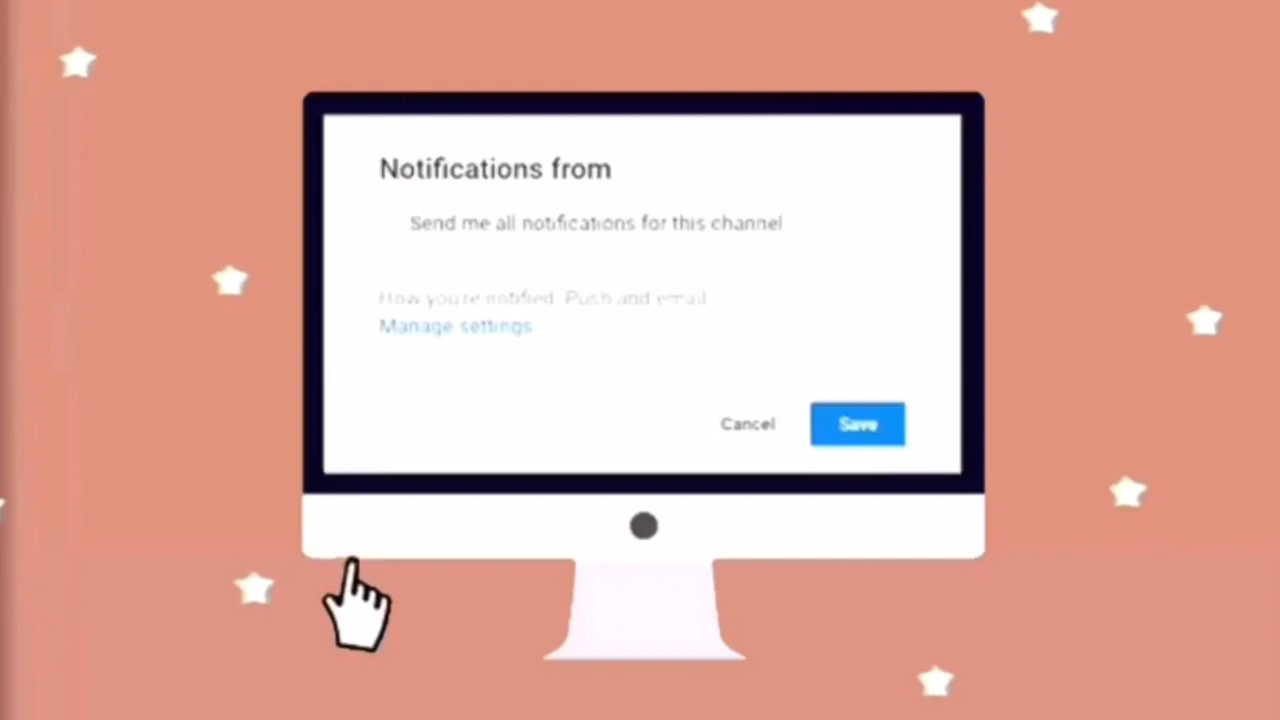 Notifications from
Send me all notifications for this channel
How you're notified: Push and email
Manage settings
Cancel
Save